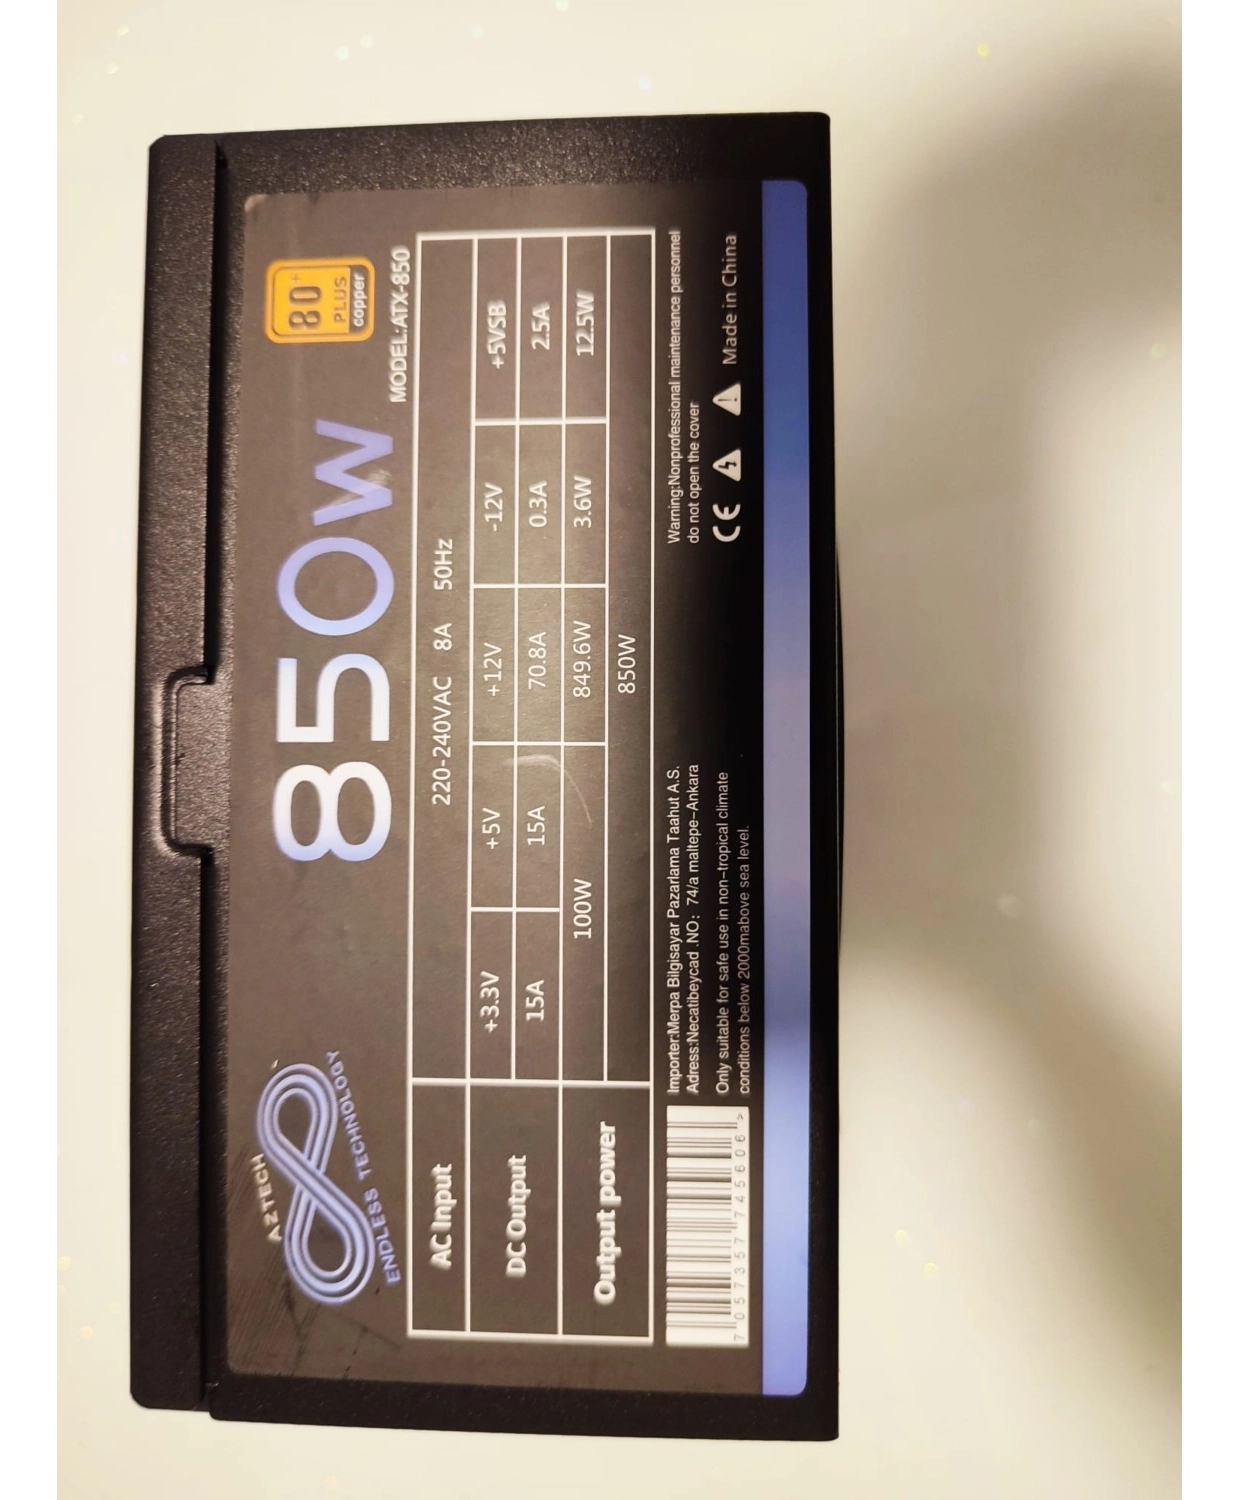 AZTECH
ENDLESS TECHNOLOGY
850W
80+
PLUS
copper
MODEL:ATX-850
AC Input 220-240VAC 8A 50Hz
DC Output +3.3V +5V +12V -12V +5VSB
15A 15A 70.8A 0.3A 2.5A
Output power 100W 849.6W 3.6W 12.5W
850W
Importer:Merpa Bilgisayar Pazarlama Taahut A.S.
Adress:Necatibeycad .NO: 74/a maltepe-Ankara
Only suitable for safe use in non-tropical climate
conditions below 2000mabove sea level.
7 057357 745606 >
Warning:Nonprofessional maintenance personnel
do not open the cover
CE Made in China